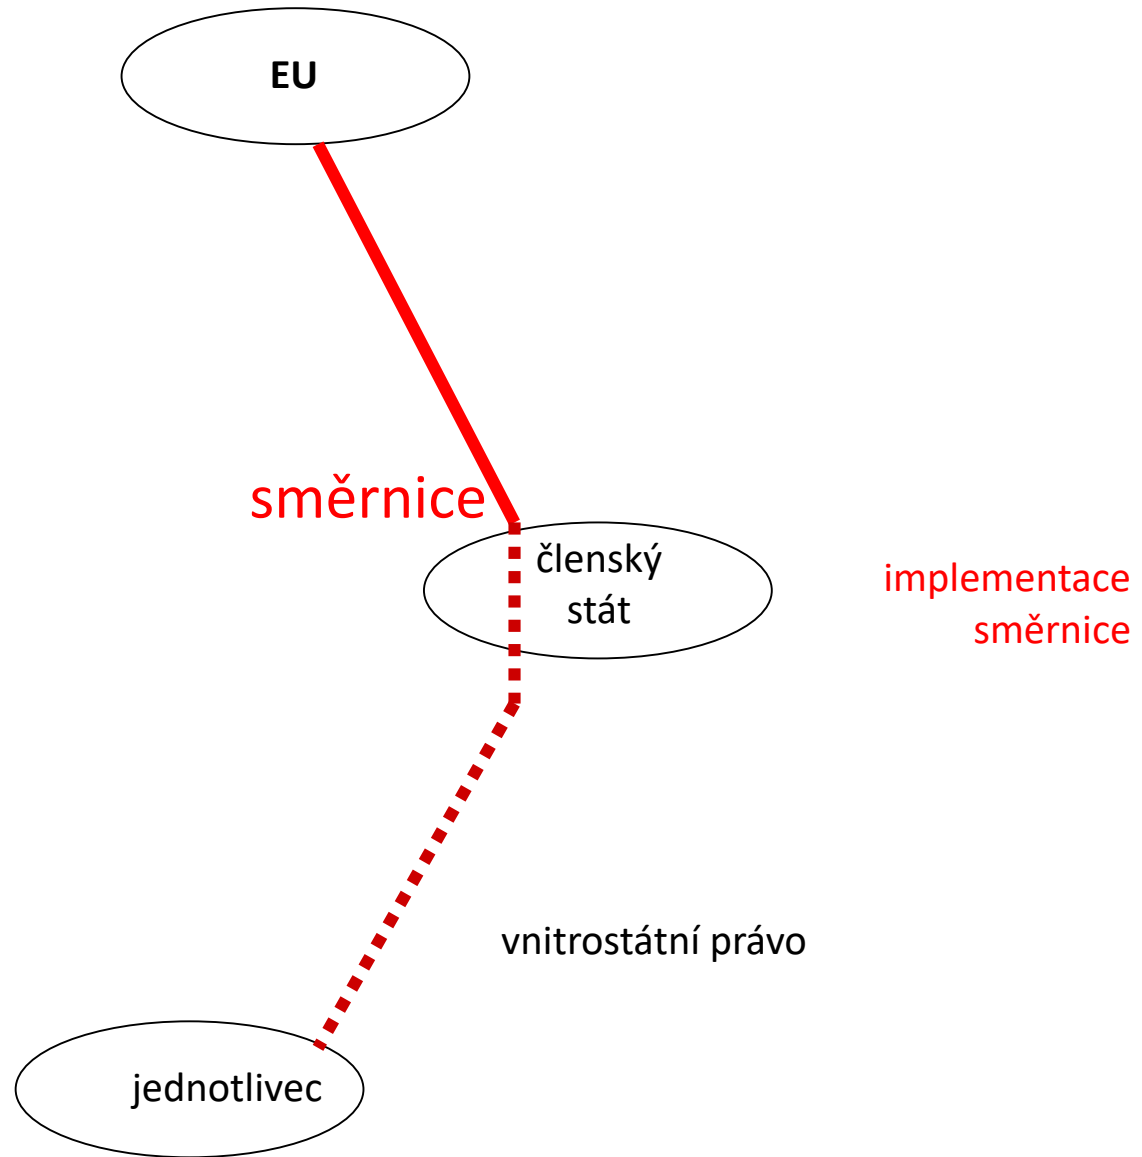 EU
směrnice
členský
stát
implementace
směrnice
vnitrostátní právo
jednotlivec